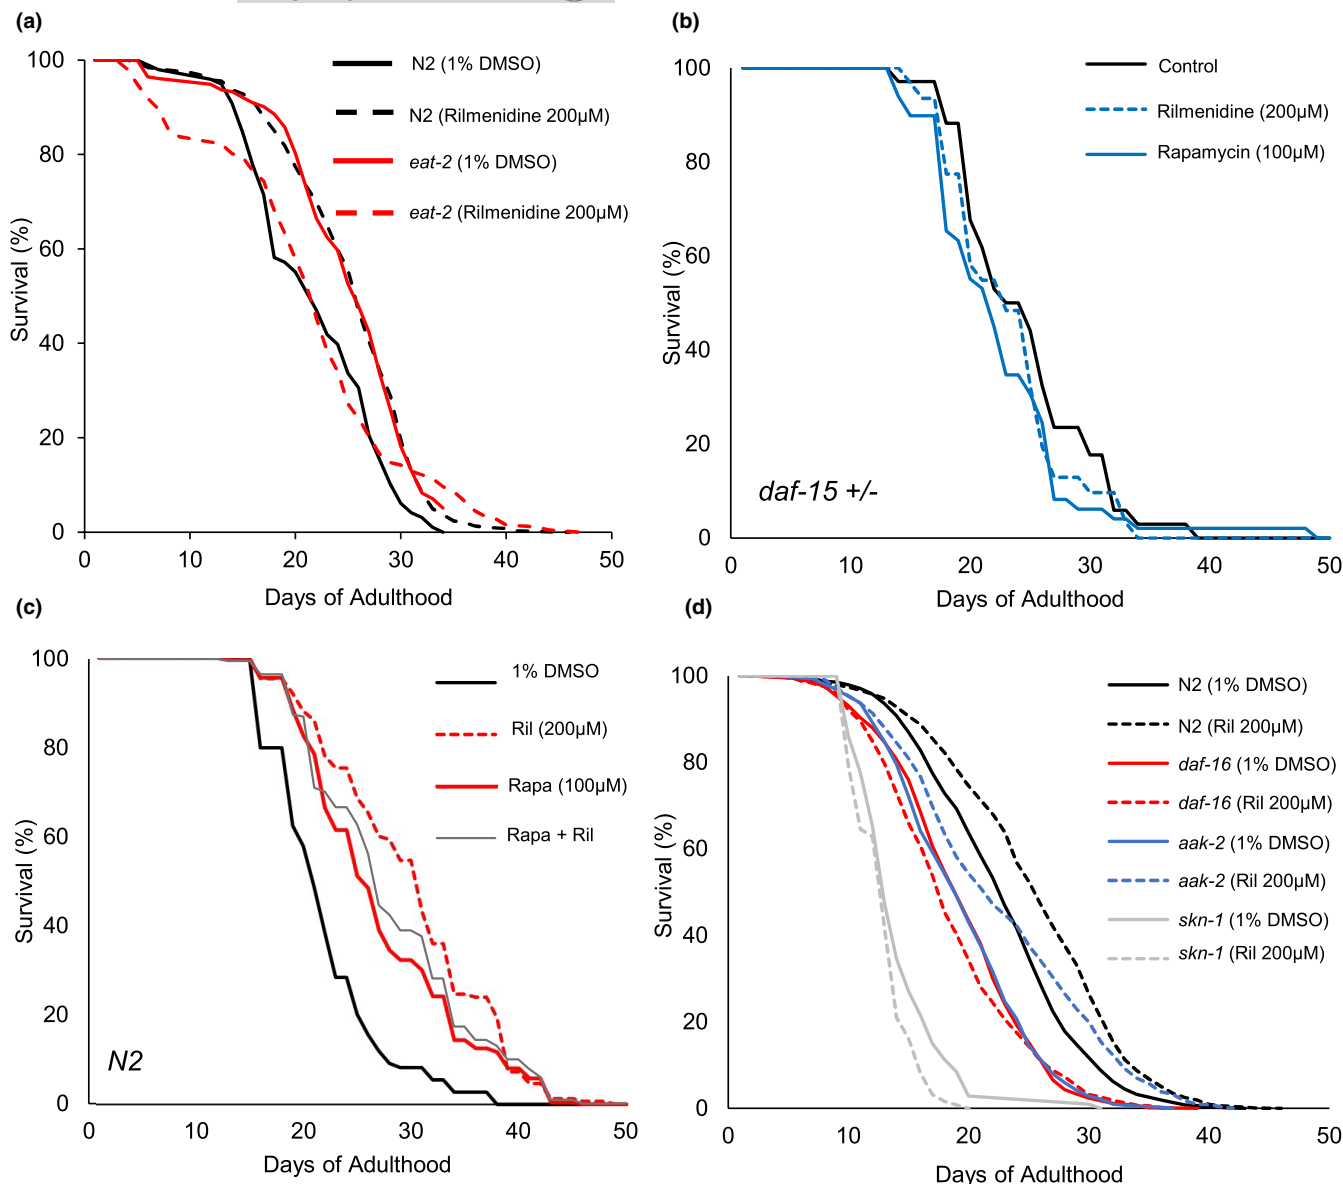 (a)
100
80
60
40
20
0
Survival (%)
0 10 20 30 40 50
Days of Adulthood
N2 (1% DMSO)
N2 (Rilmenidine 200µM)
eat-2 (1% DMSO)
eat-2 (Rilmenidine 200µM)
(b)
100
80
60
40
20
0
Survival (%)
0 10 20 30 40 50
Days of Adulthood
Control
Rilmenidine (200µM)
Rapamycin (100µM)
daf-15 +/-
(c)
100
80
60
40
20
0
Survival (%)
0 10 20 30 40 50
Days of Adulthood
1% DMSO
Ril (200µM)
Rapa (100µM)
Rapa + Ril
N2
(d)
100
80
60
40
20
0
Survival (%)
0 10 20 30 40 50
Days of Adulthood
N2 (1% DMSO)
N2 (Ril 200µM)
daf-16 (1% DMSO)
daf-16 (Ril 200µM)
aak-2 (1% DMSO)
aak-2 (Ril 200µM)
skn-1 (1% DMSO)
skn-1 (Ril 200µM)